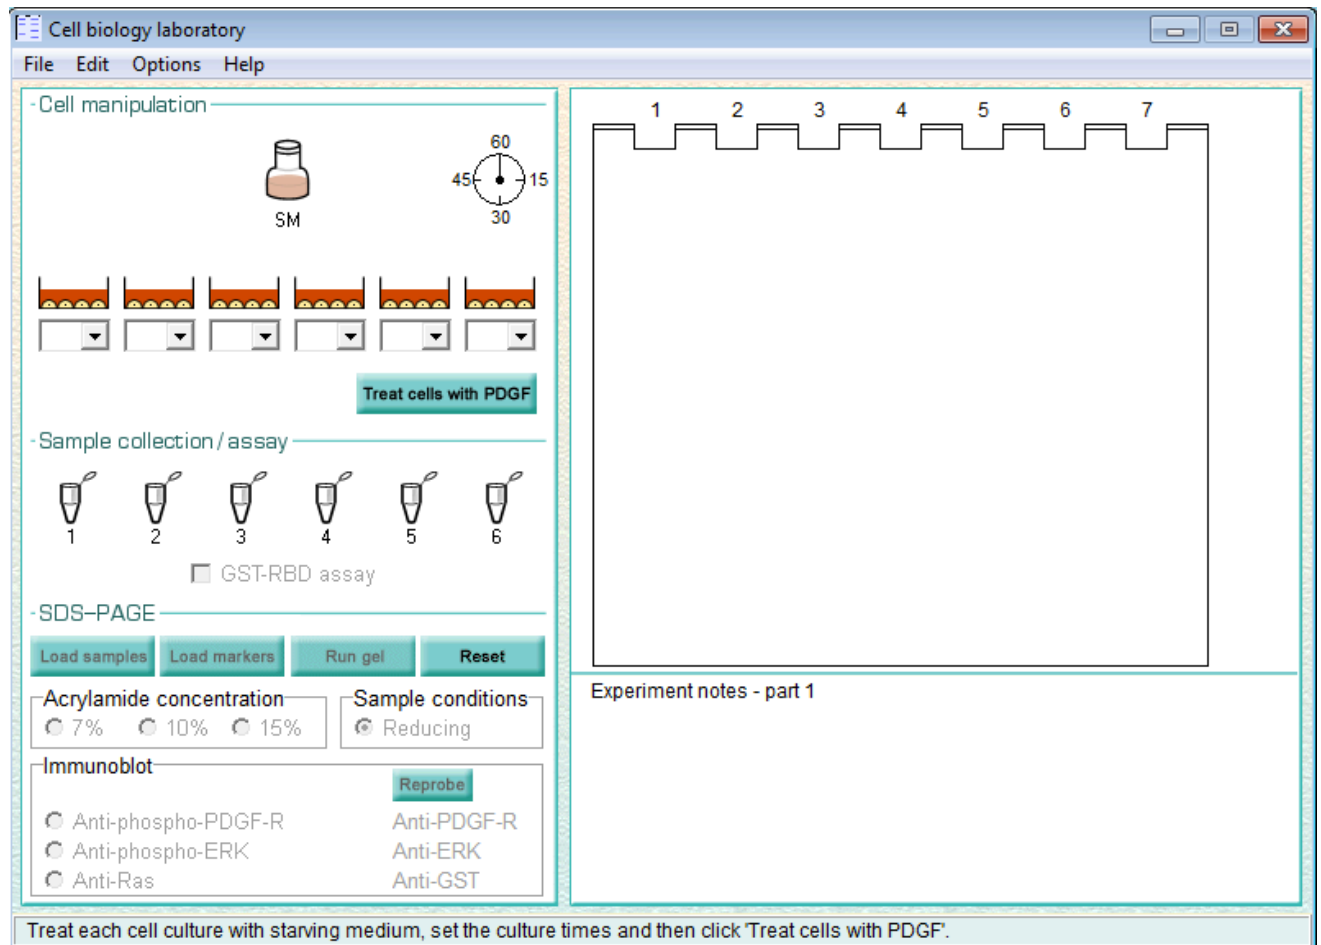 Cell biology laboratory
File Edit Options Help
Cell manipulation
SM
60
45 15
30
Treat cells with PDGF
Sample collection / assay
1 2 3 4 5 6
GST-RBD assay
SDS-PAGE
Load samples Load markers Run gel Reset
Acrylamide concentration Sample conditions
7% 10% 15% Reducing
Immunoblot
Reprobe
Anti-phospho-PDGF-R Anti-PDGF-R
Anti-phospho-ERK Anti-ERK
Anti-Ras Anti-GST
1 2 3 4 5 6 7
Experiment notes - part 1
Treat each cell culture with starving medium, set the culture times and then click 'Treat cells with PDGF'.